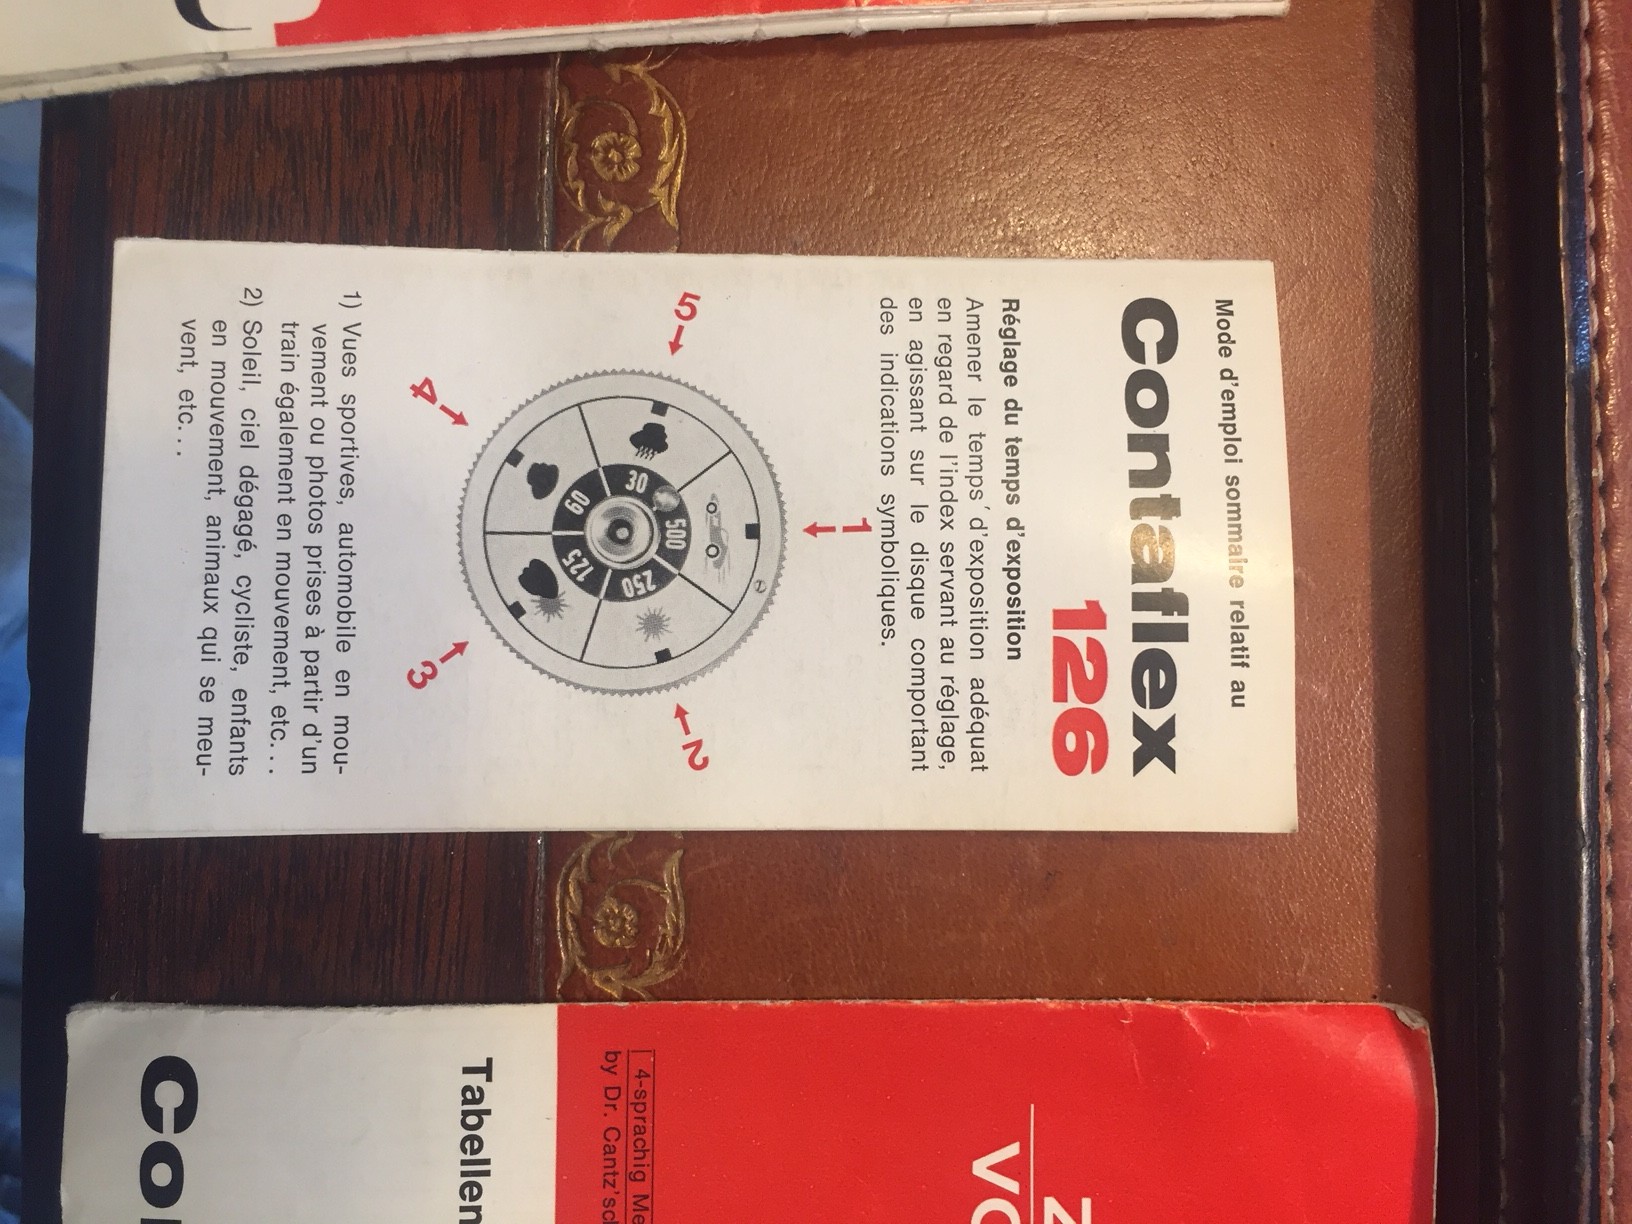 Mode d'emploi sommaire relatif au
Contaflex
126
Réglage du temps d'exposition
Amener le temps d'exposition adéquat
en regard de l'index servant au réglage,
en agissant sur le disque comportant
des indications symboliques.
1
5
2
500
30
250
60
125
4
3
1) Vues sportives, automobile en mou-
vement ou photos prises à partir d'un
train également en mouvement, etc...
2) Soleil, ciel dégagé, cycliste, enfants
en mouvement, animaux qui se meu-
vent, etc...
4-sprachig Me
by Dr. Cantz'sch
Tabellen
Co
Z
VO